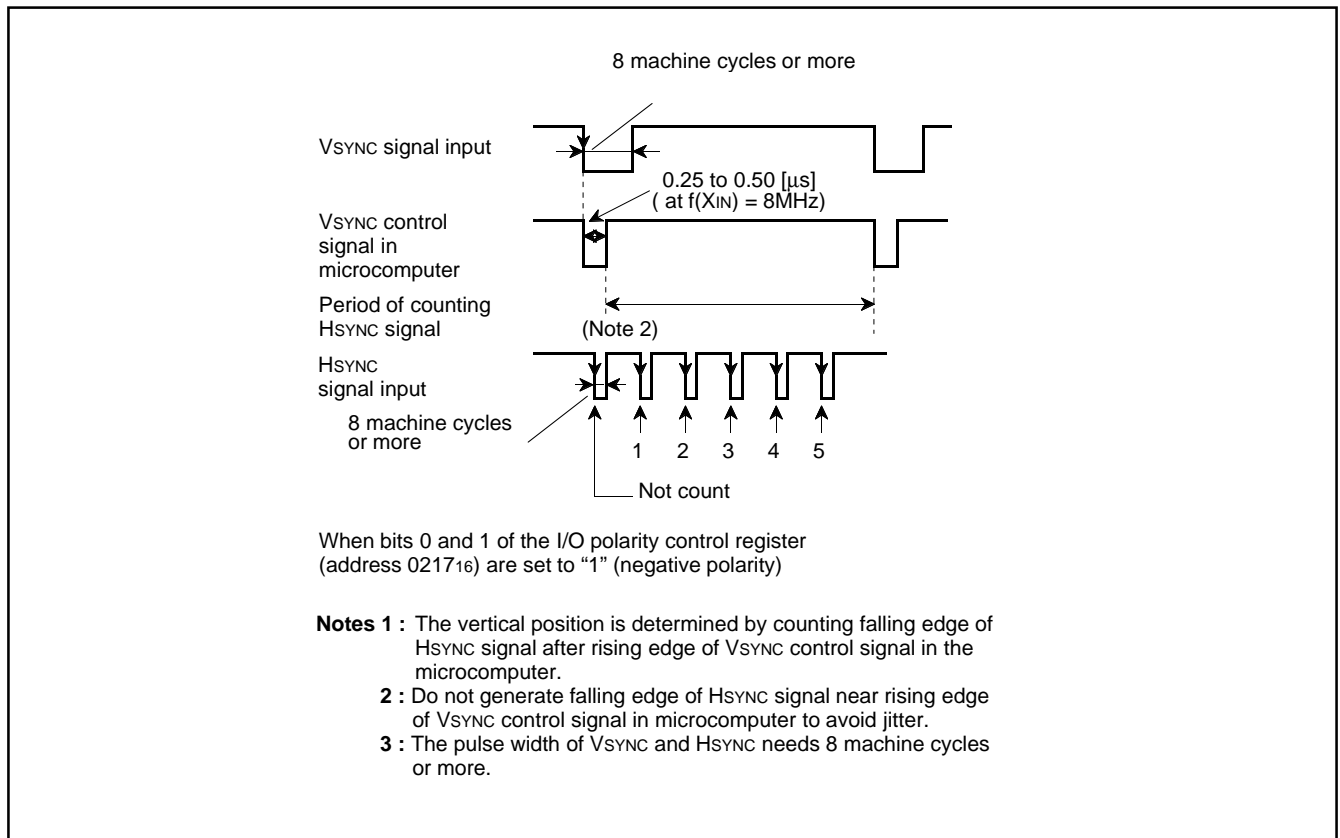 8 machine cycles or more
VSYNC signal input
0.25 to 0.50 [μs]
( at f(XIN) = 8MHz)
VSYNC control
signal in
microcomputer
Period of counting
HSYNC signal
(Note 2)
HSYNC
signal input
8 machine cycles
or more
1 2 3 4 5
Not count
When bits 0 and 1 of the I/O polarity control register
(address 021716) are set to “1” (negative polarity)
Notes 1 : The vertical position is determined by counting falling edge of
HSYNC signal after rising edge of VSYNC control signal in the
microcomputer.
2 : Do not generate falling edge of HSYNC signal near rising edge
of VSYNC control signal in microcomputer to avoid jitter.
3 : The pulse width of VSYNC and HSYNC needs 8 machine cycles
or more.